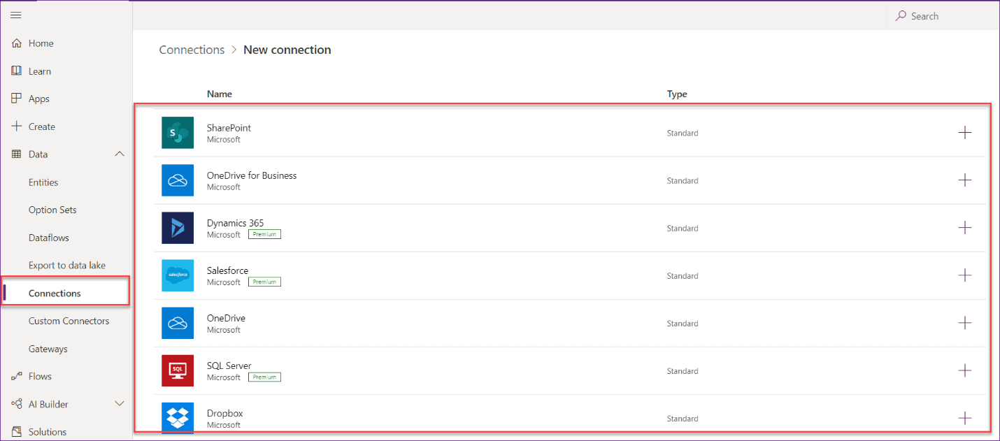 Search
Home
Learn
Apps
Create
Data
Entities
Option Sets
Dataflows
Export to data lake
Connections
Custom Connectors
Gateways
Flows
AI Builder
Solutions
Connections > New connection
Name Type
S
SharePoint
Microsoft
Standard
OneDrive for Business
Microsoft
Standard
Dynamics 365
Microsoft Premium
Standard
salesforce
Salesforce
Microsoft Premium
Standard
OneDrive
Microsoft
Standard
SQL
SQL Server
Microsoft Premium
Standard
Dropbox
Microsoft
Standard